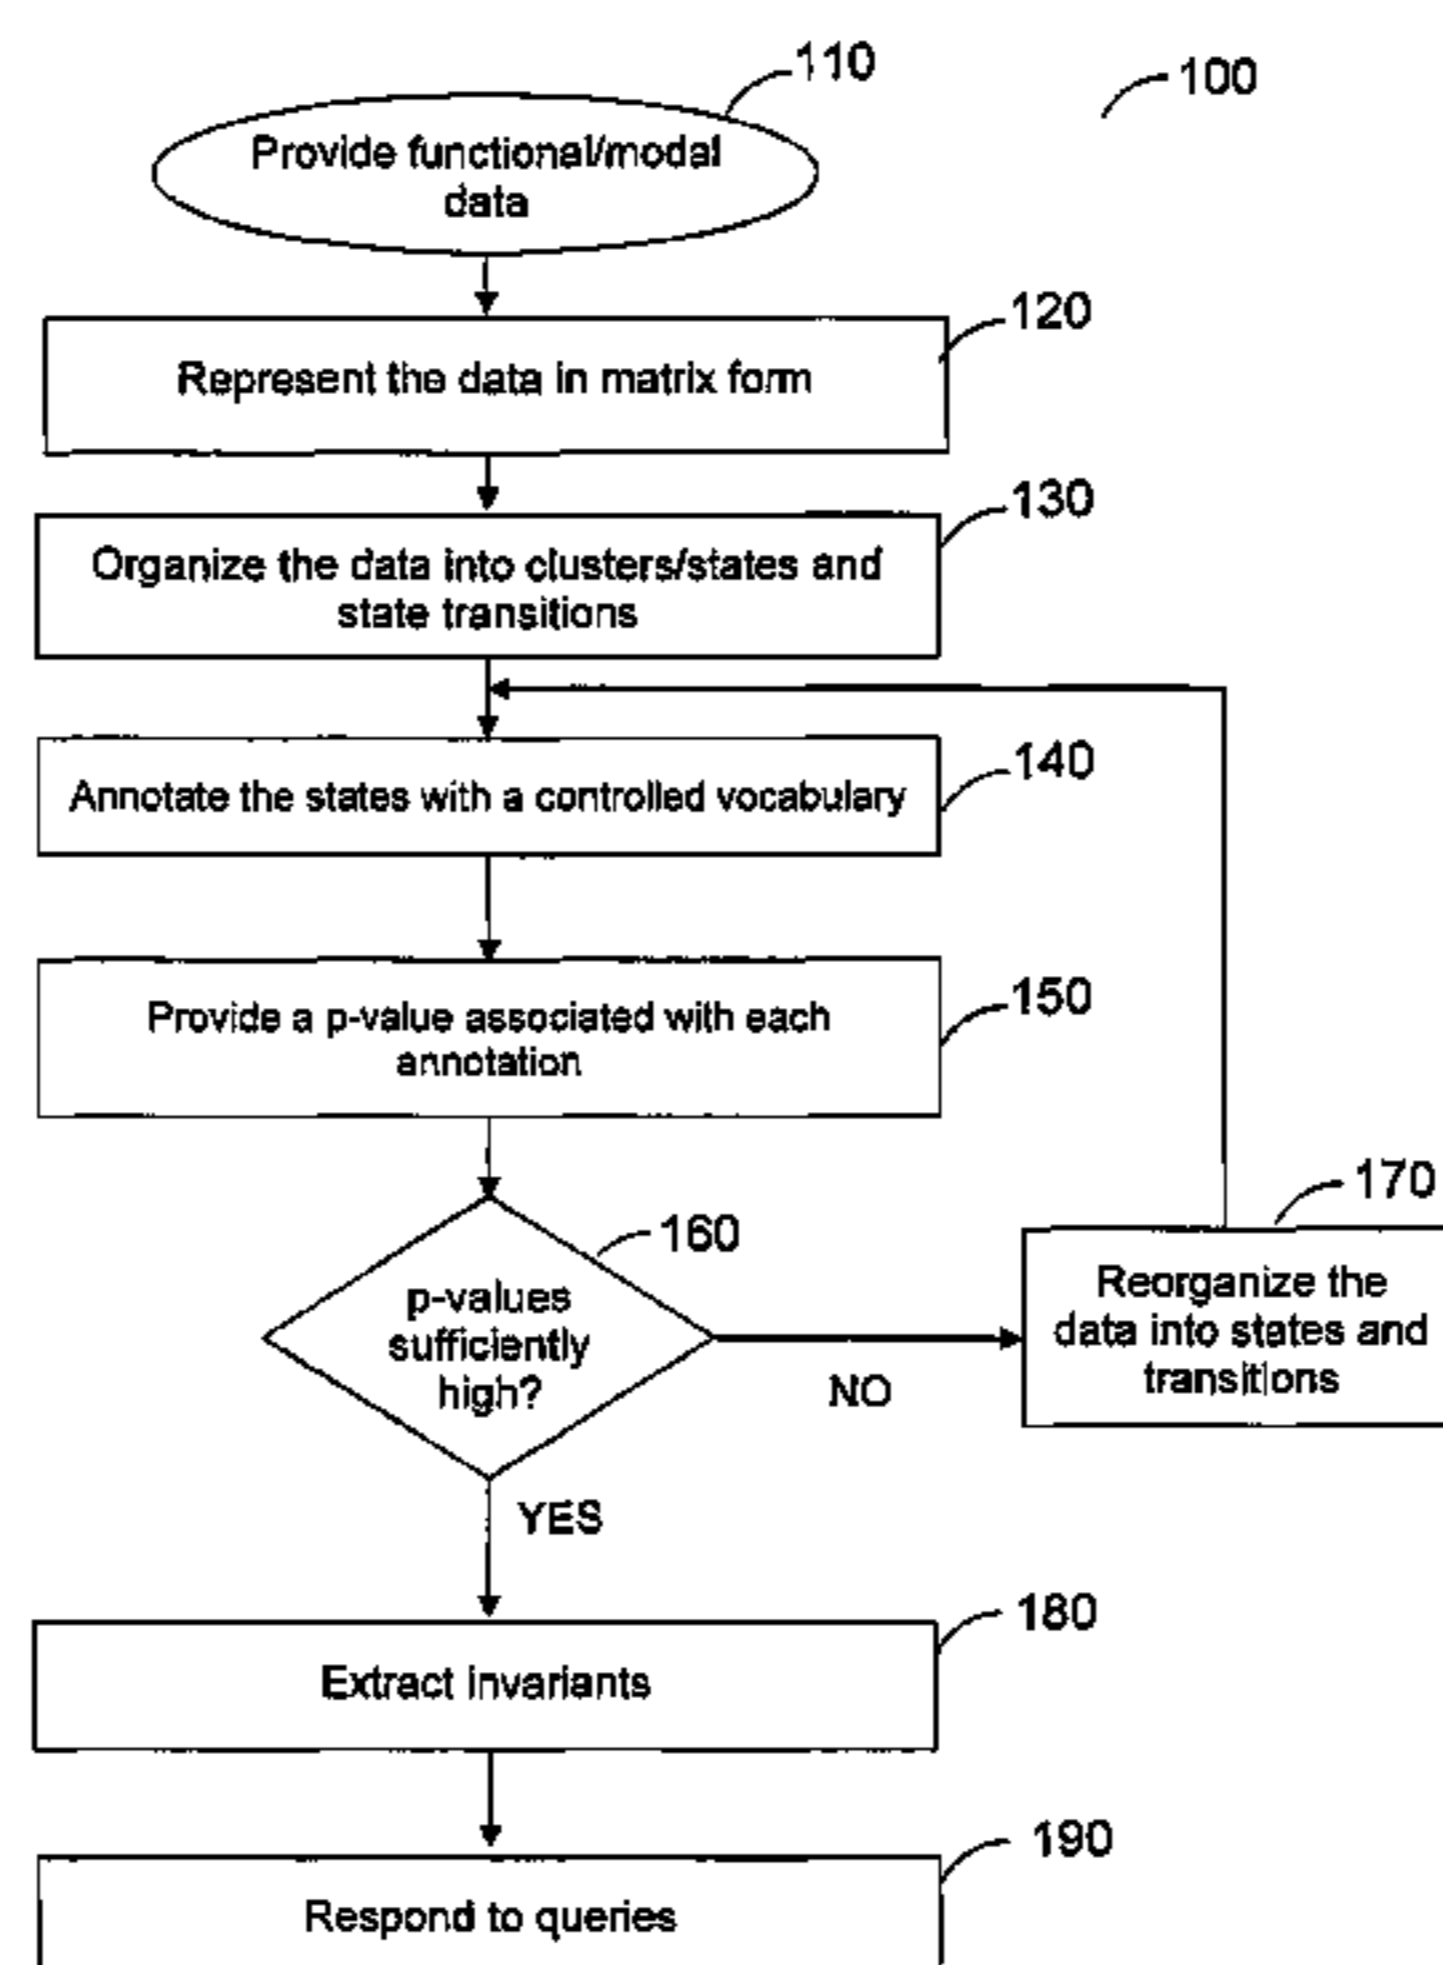 110
100
Provide functional/modal
data
120
Represent the data in matrix form
130
Organize the data into clusters/states and
state transitions
140
Annotate the states with a controlled vocabulary
150
Provide a p-value associated with each
annotation
160
170
p-values
sufficiently
high?
NO
Reorganize the
data into states and
transitions
YES
180
Extract invariants
190
Respond to queries